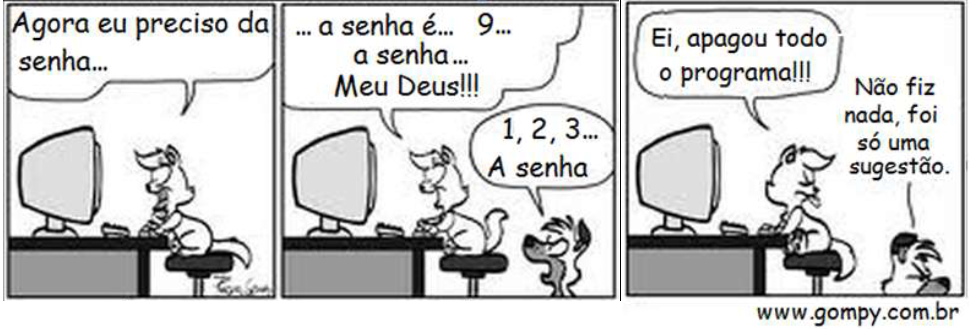 Agora eu preciso da
senha...
... a senha é... 9...
a senha...
Meu Deus!!!
1, 2, 3...
A senha
Ei, apagou todo
o programa!!!
Não fiz
nada, foi
só uma
sugestão.
www.gompy.com.br